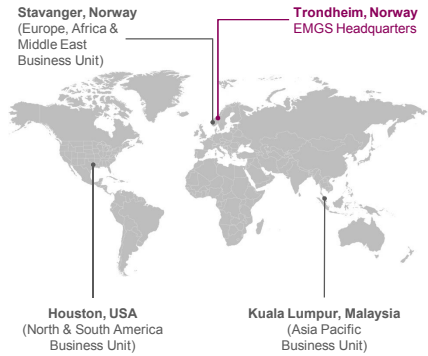 Stavanger, Norway
(Europe, Africa &
Middle East
Business Unit)
Trondheim, Norway
EMGS Headquarters
Houston, USA
(North & South America
Business Unit)
Kuala Lumpur, Malaysia
(Asia Pacific
Business Unit)